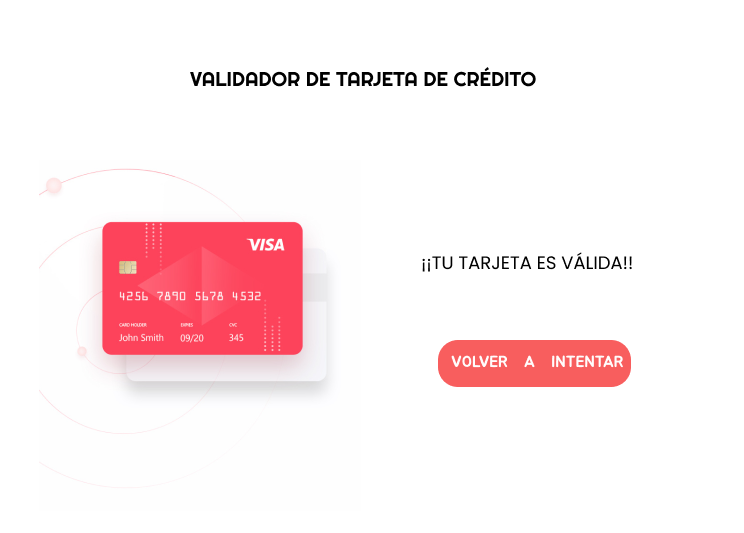 VALIDADOR DE TARJETA DE CRÉDITO
VISA
4256 7890 5678 4532
CARD HOLDER EXPIRES CVC
John Smith 09/20 345
¡¡TU TARJETA ES VÁLIDA!!
VOLVER A INTENTAR